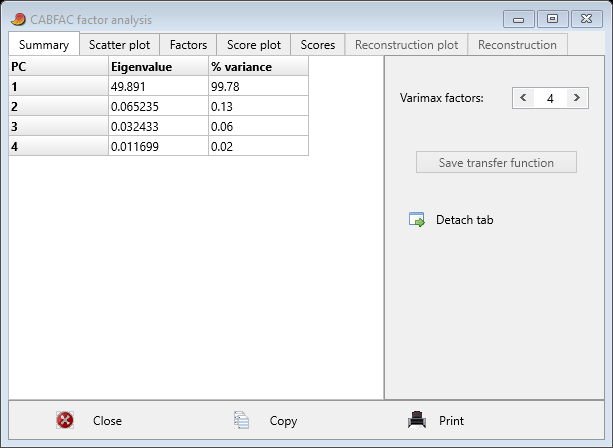 CABFAC factor analysis
Summary Scatter plot Factors Score plot Scores Reconstruction plot Reconstruction
PC Eigenvalue % variance
1 49.891 99.78
2 0.065235 0.13
3 0.032433 0.06
4 0.011699 0.02
Varimax factors: < 4 >
Save transfer function
Detach tab
Close Copy Print